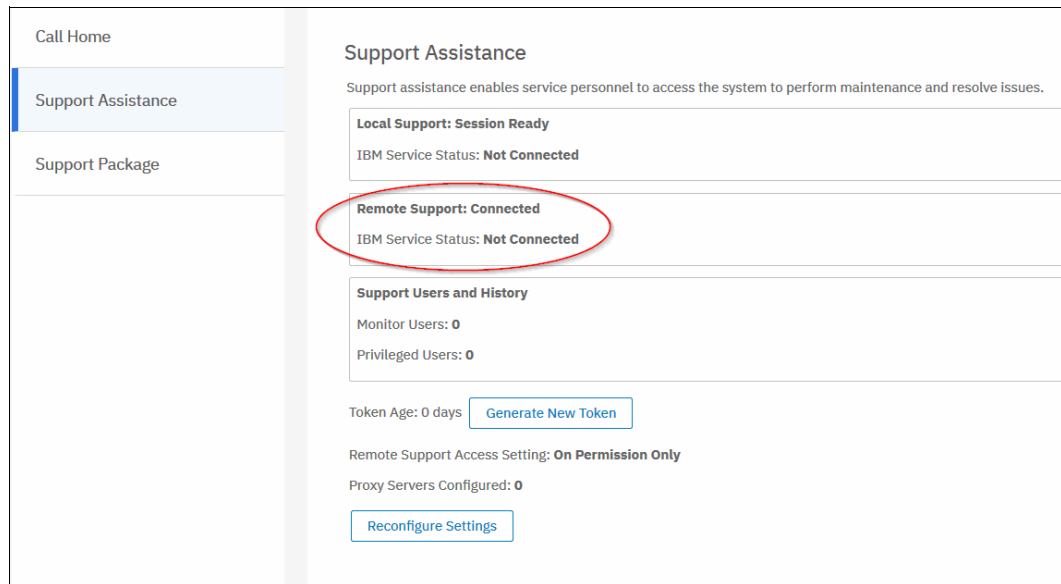 Call Home
Support Assistance
Support Package
Support Assistance
Support assistance enables service personnel to access the system to perform maintenance and resolve issues.
Local Support: Session Ready
IBM Service Status: Not Connected
Remote Support: Connected
IBM Service Status: Not Connected
Support Users and History
Monitor Users: 0
Privileged Users: 0
Token Age: 0 days Generate New Token
Remote Support Access Setting: On Permission Only
Proxy Servers Configured: 0
Reconfigure Settings